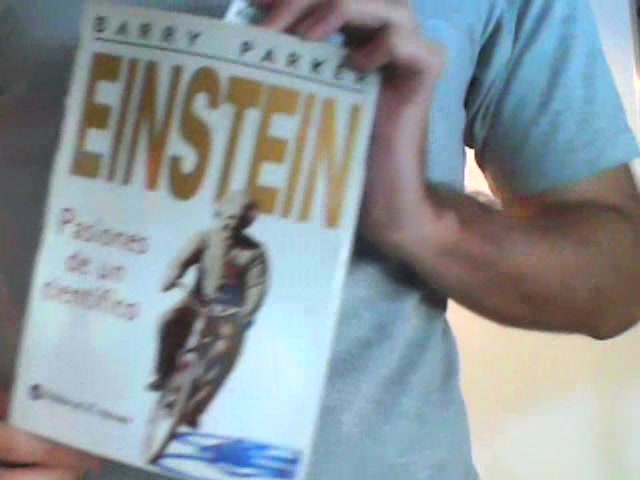 BARRY PARKER
EINSTEIN
Pasiones
de un
científico